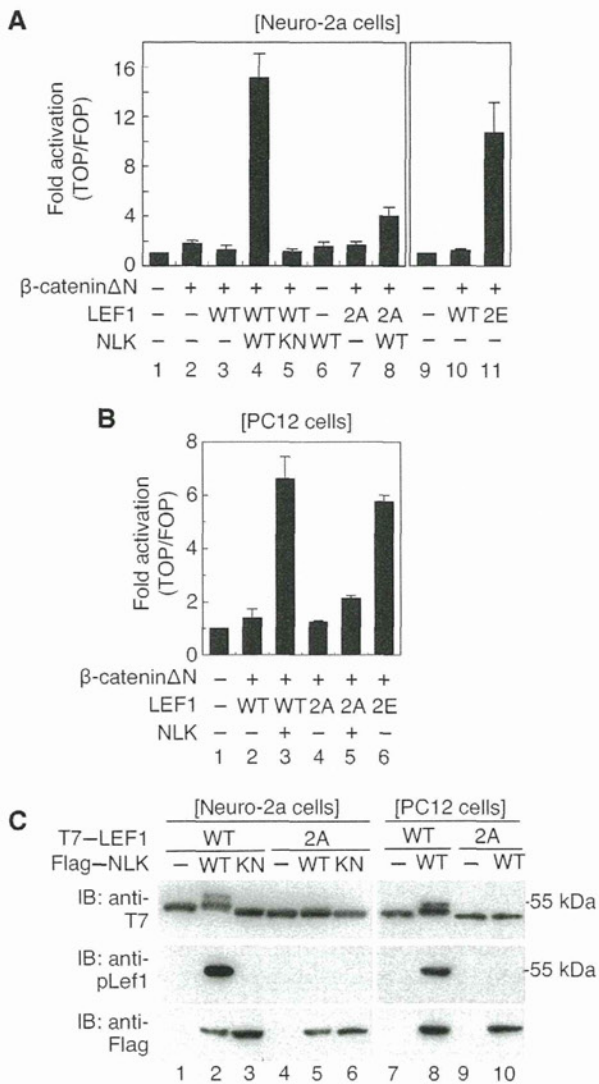 A
[Neuro-2a cells]
Fold activation
(TOP/FOP)
16
12
8
4
0
β-cateninΔN − + + + + − + + − + +
LEF1 − − WT WT WT − 2A 2A − WT 2E
NLK − − − WT KN WT − WT − − −
1 2 3 4 5 6 7 8 9 10 11
B
[PC12 cells]
Fold activation
(TOP/FOP)
8
6
4
2
0
β-cateninΔN − + + + + +
LEF1 − WT WT 2A 2A 2E
NLK − − + − + −
1 2 3 4 5 6
C
[Neuro-2a cells] [PC12 cells]
T7–LEF1 WT 2A WT 2A
Flag–NLK − WT KN − WT KN − WT − WT
IB: anti-
T7
-55 kDa
IB: anti-
pLef1
-55 kDa
IB: anti-
Flag
1 2 3 4 5 6 7 8 9 10